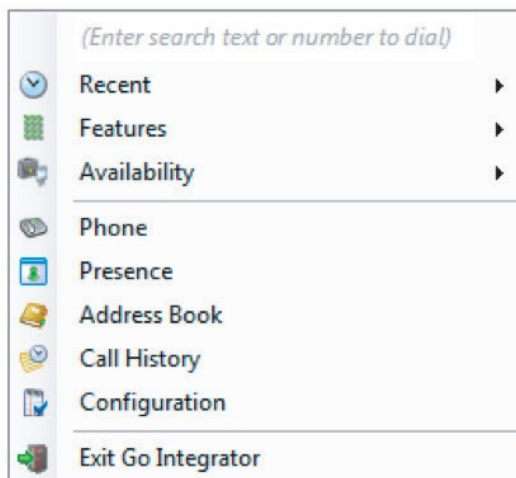 (Enter search text or number to dial)
Recent
Features
Availability
Phone
Presence
Address Book
Call History
Configuration
Exit Go Integrator